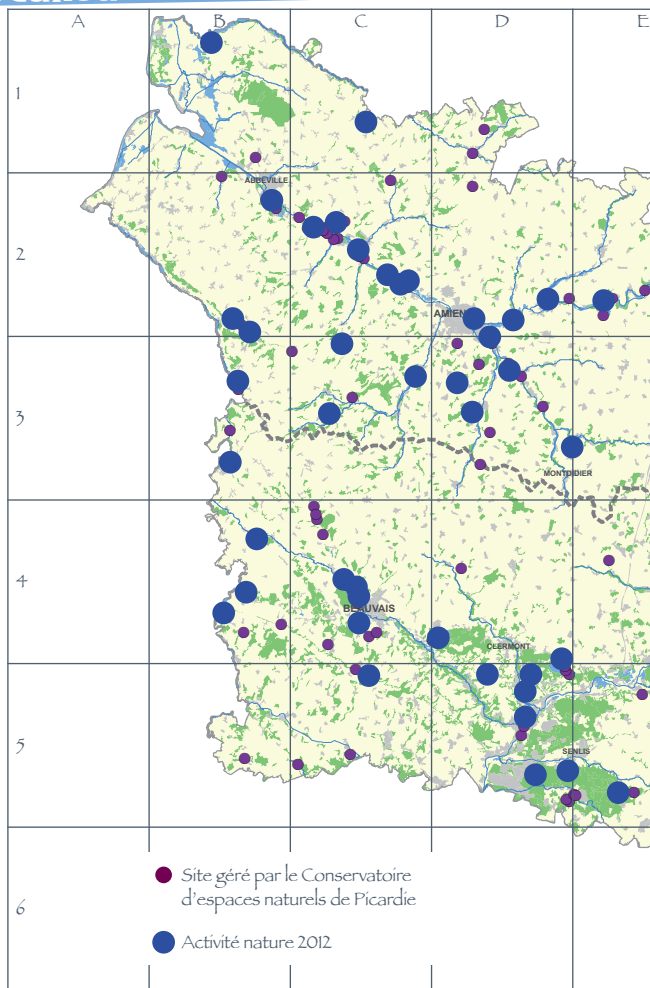 A B C D E
1
ABBEVILLE
2
AMIEN
3
MONTDIDIER
4
BEAUVAIS
CLERMONT
5
SENLIS
Site géré par le Conservatoire
d'espaces naturels de Picardie
6
Activité nature 2012